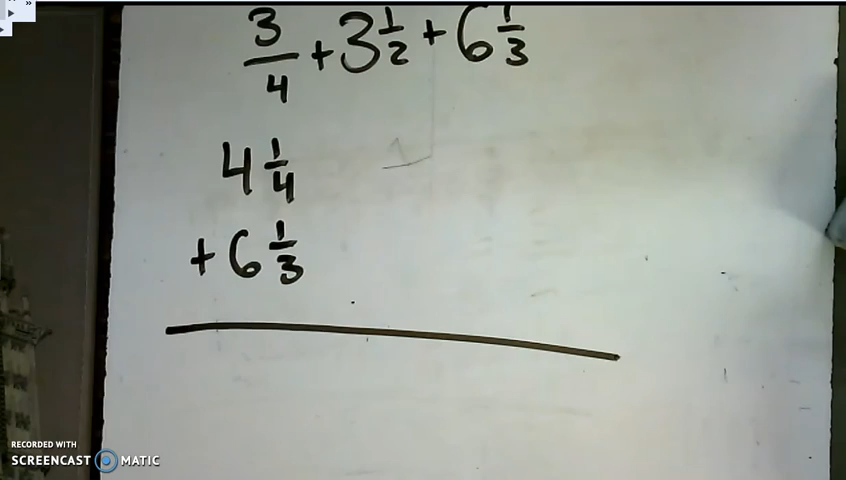 3/4 + 3 1/2 + 6 1/3
4 1/4
+ 6 1/3
RECORDED WITH
SCREENCAST MATIC